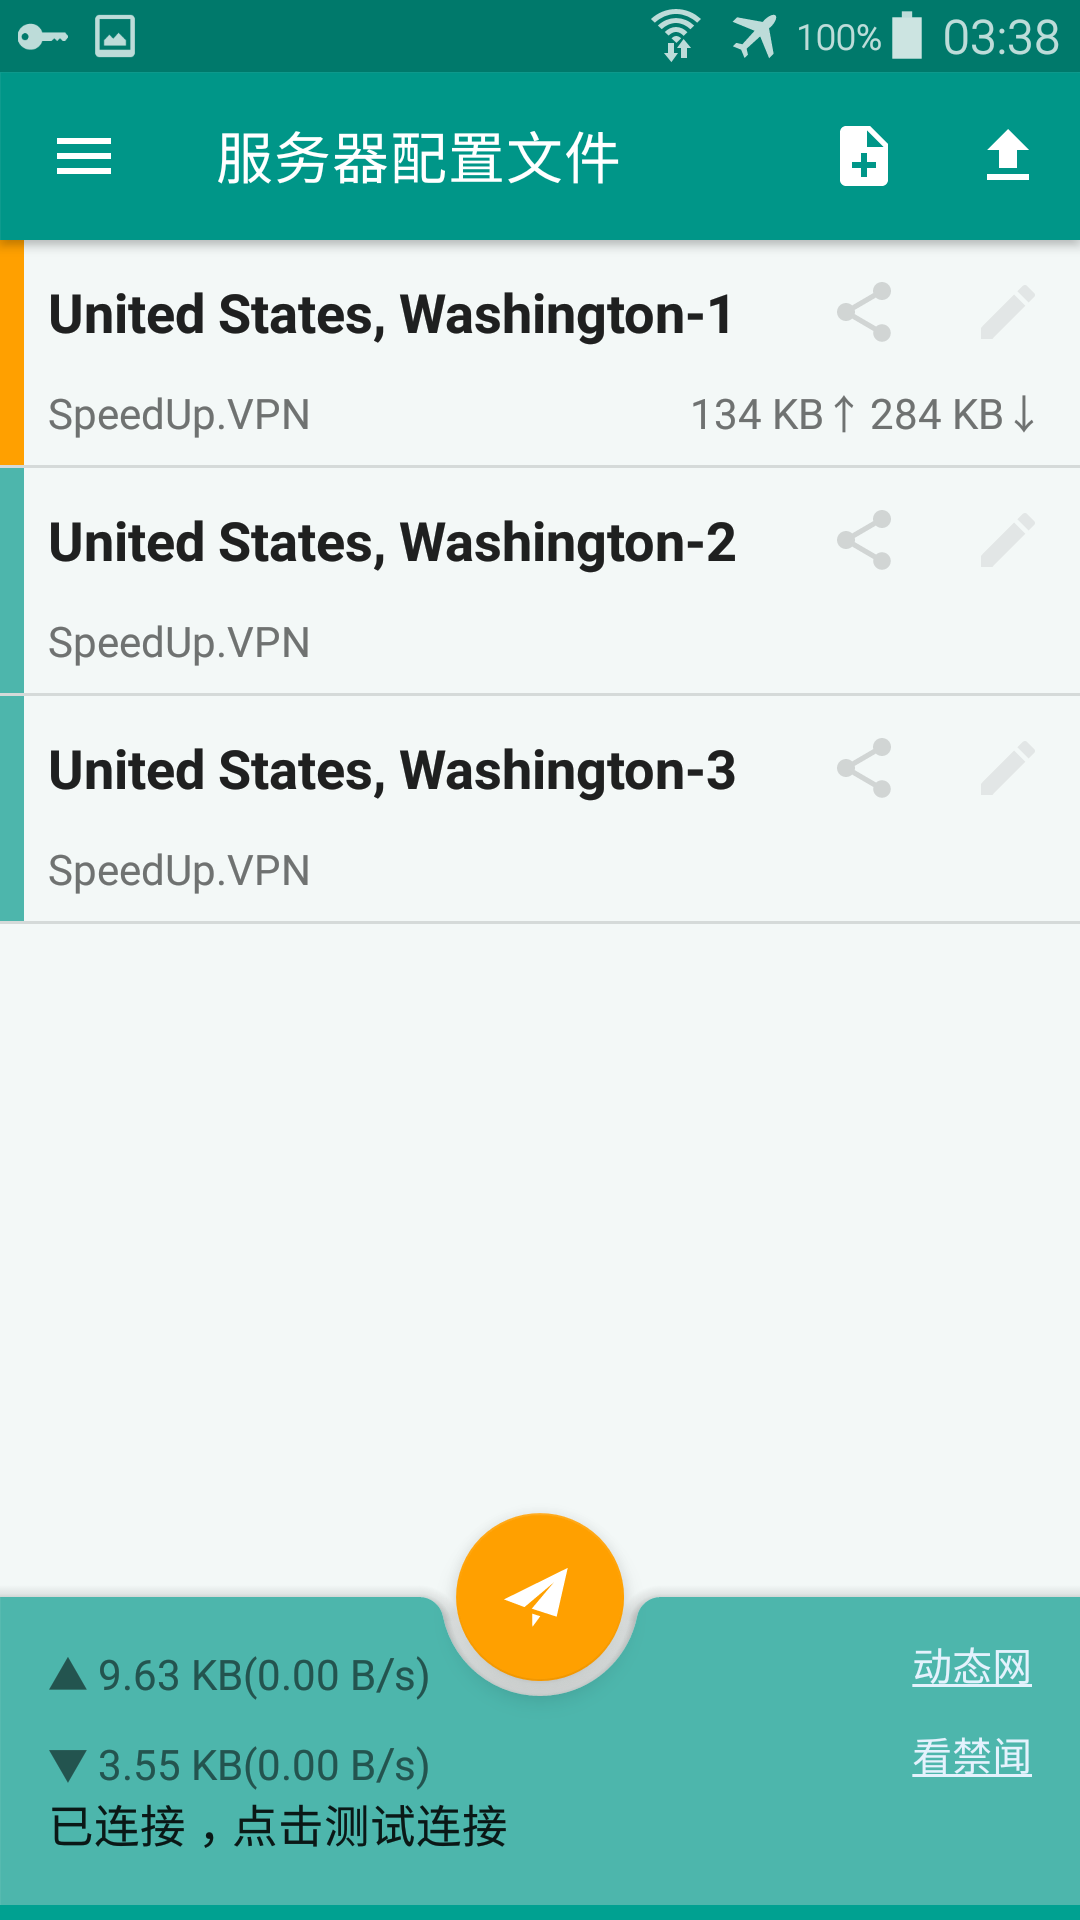 100% 03:38
服务器配置文件
United States, Washington-1
SpeedUp.VPN 134 KB↑ 284 KB↓
United States, Washington-2
SpeedUp.VPN
United States, Washington-3
SpeedUp.VPN
▲ 9.63 KB(0.00 B/s) 动态网
▼ 3.55 KB(0.00 B/s) 看禁闻
已连接，点击测试连接